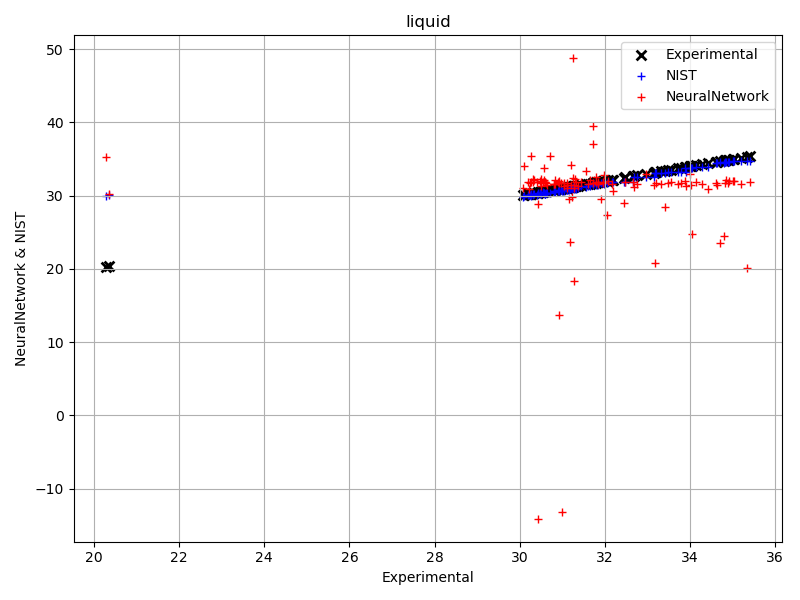 liquid
Experimental
NIST
NeuralNetwork
NeuralNetwork & NIST
50
40
30
20
10
0
−10
20 22 24 26 28 30 32 34 36
Experimental